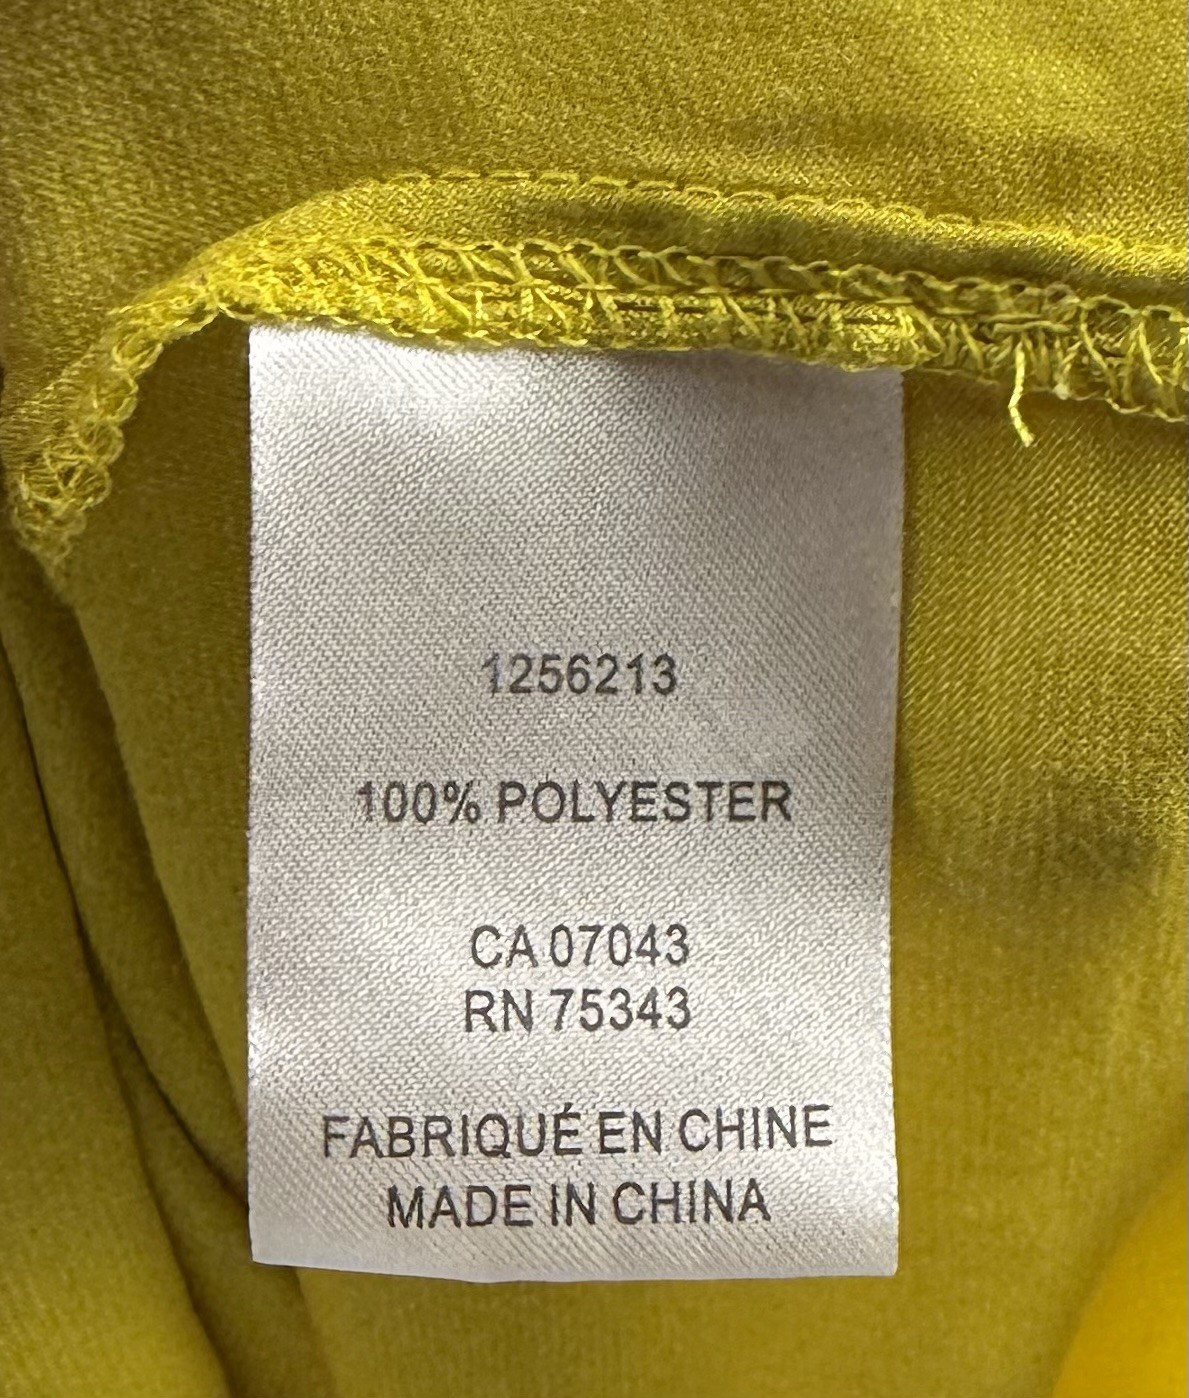 1256213
100% POLYESTER
CA 07043
RN 75343
FABRIQUÉ EN CHINE
MADE IN CHINA